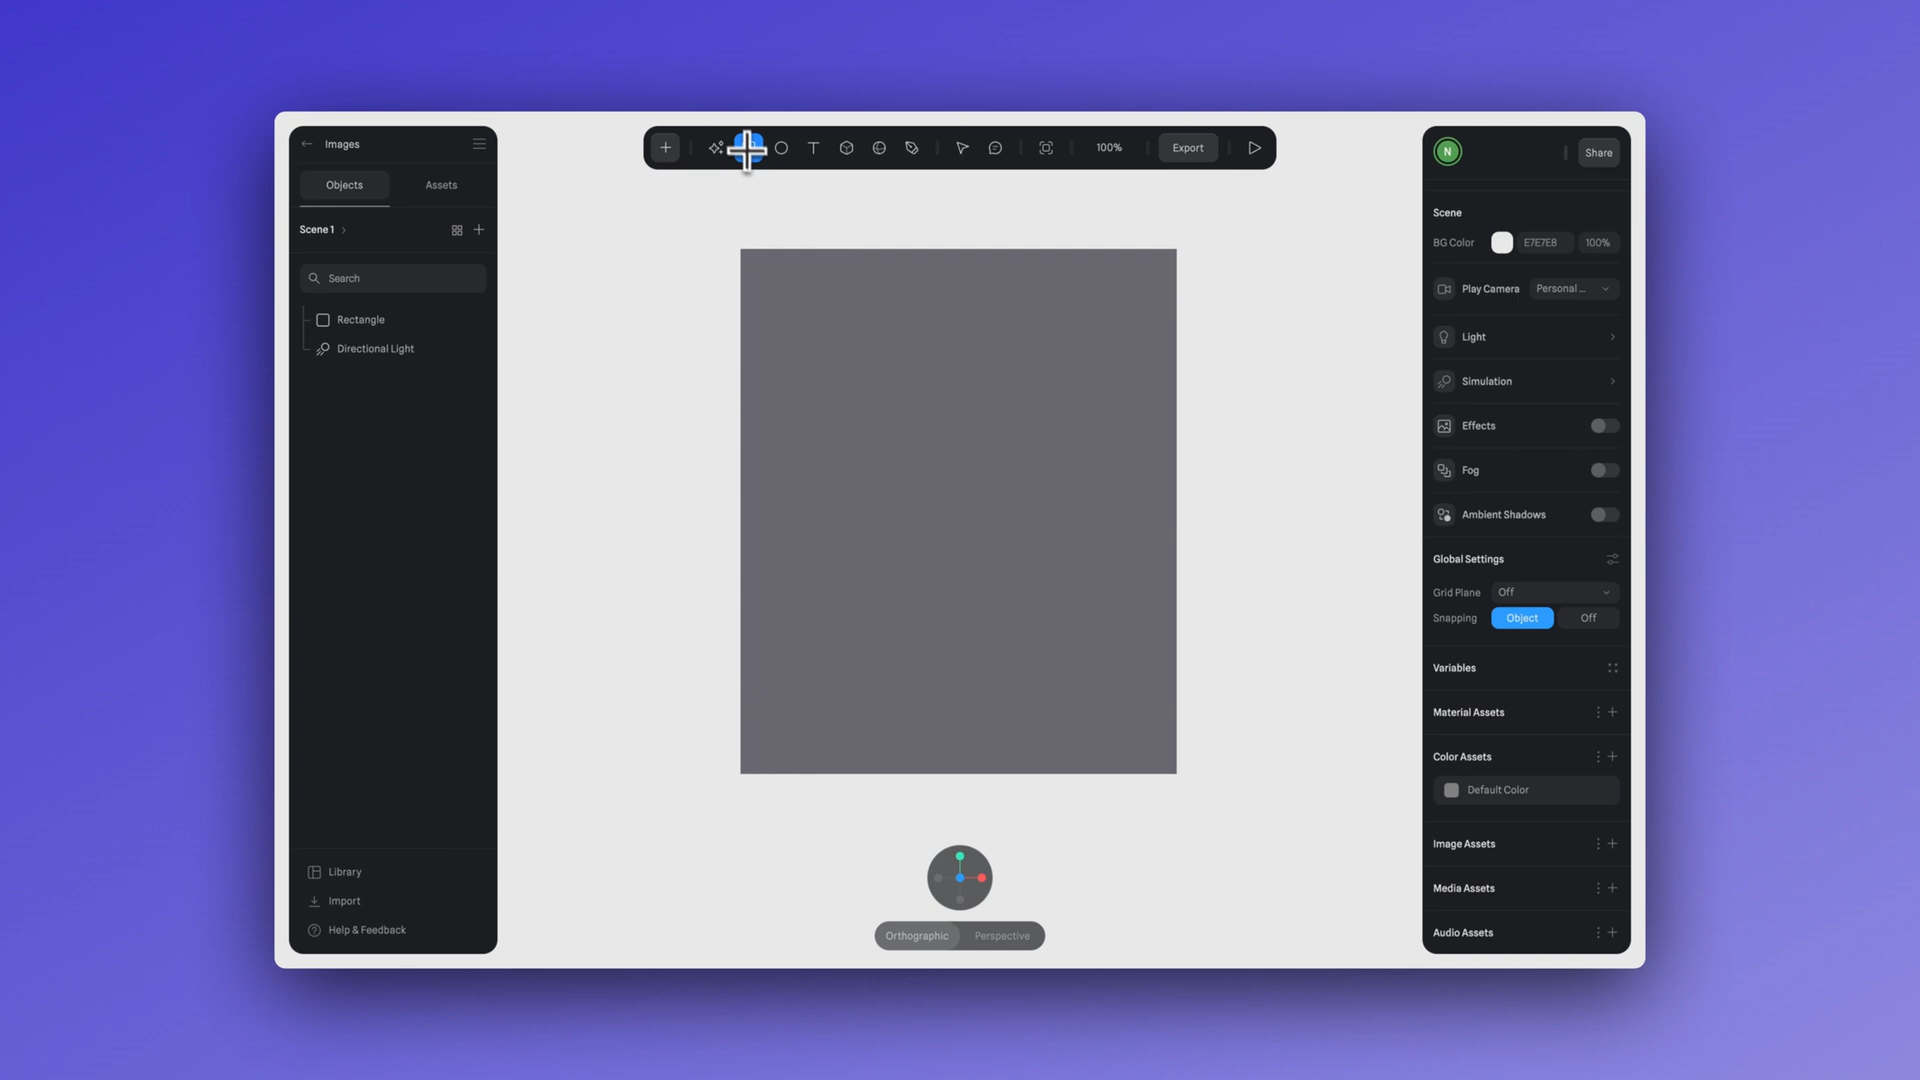 Images
Objects
Assets
Scene 1
Search
Rectangle
Directional Light
Library
Import
Help & Feedback
T
100%
Export
Orthographic
Perspective
N
Share
Scene
BG Color
E7E7E8
100%
Play Camera
Personal ...
Light
Simulation
Effects
Fog
Ambient Shadows
Global Settings
Grid Plane
Off
Snapping
Object
Off
Variables
Material Assets
Color Assets
Default Color
Image Assets
Media Assets
Audio Assets